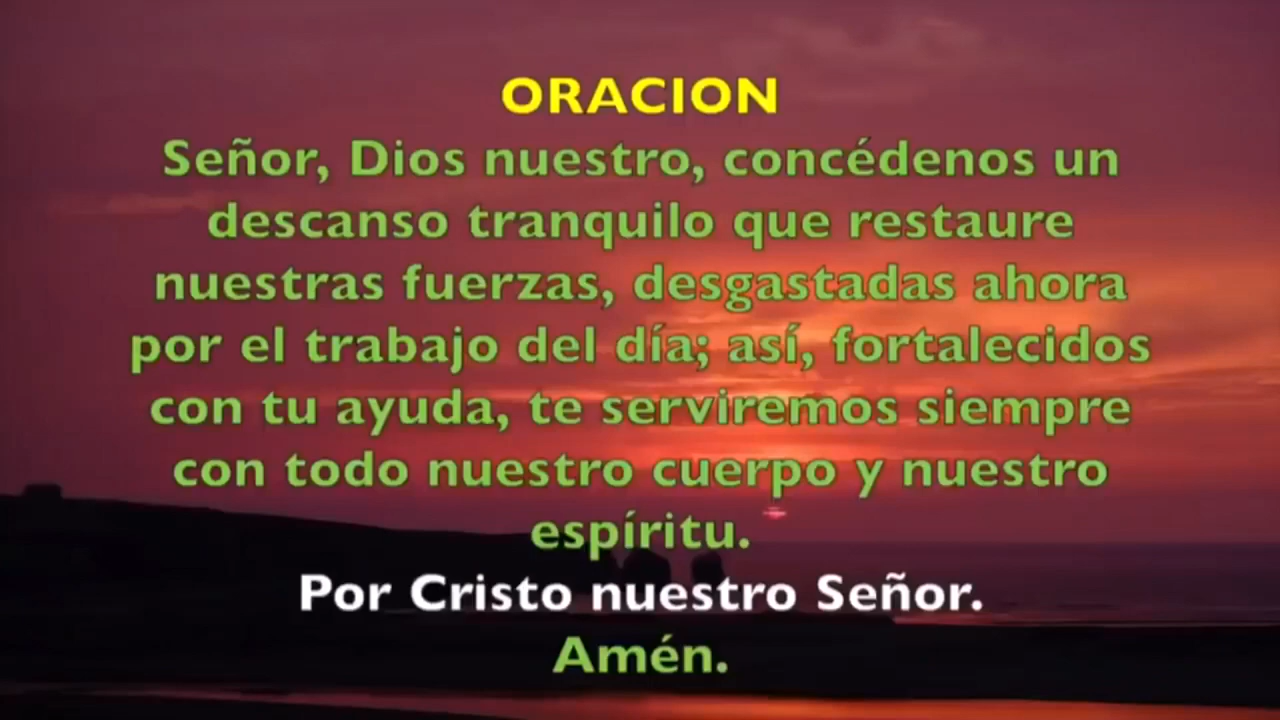 ORACION
Señor, Dios nuestro, concédenos un
descanso tranquilo que restaure
nuestras fuerzas, desgastadas ahora
por el trabajo del día; así, fortalecidos
con tu ayuda, te serviremos siempre
con todo nuestro cuerpo y nuestro
espíritu.
Por Cristo nuestro Señor.
Amén.